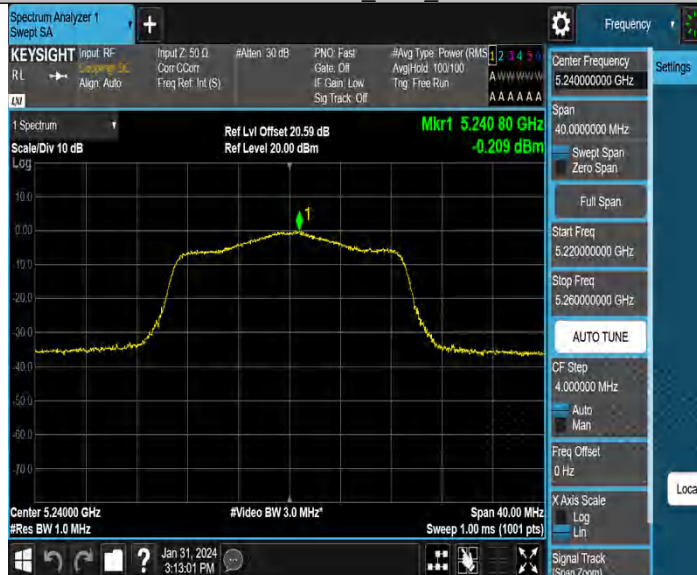 Spectrum Analyzer 1
Swept SA
Frequency
KEYSIGHT
RL
Input: RF
Coupling: DC
Align: Auto
Input Z: 50 Ω
Corr CCorr
Freq Ref: Int (S)
#Atten: 30 dB
PNO: Fast
Gate: Off
IF Gain: Low
Sig Track: Off
#Avg Type: Power (RMS
Avg|Hold: 100/100
Trig: Free Run
1 2 3 4 5 6
A W W W W W
A A A A A A
1 Spectrum
Scale/Div 10 dB
Log
Ref Lvl Offset 20.59 dB
Ref Level 20.00 dBm
Mkr1 5.240 80 GHz
-0.209 dBm
1
10.0
0.00
-10.0
-20.0
-30.0
-40.0
-50.0
-60.0
-70.0
Center 5.24000 GHz
#Res BW 1.0 MHz
#Video BW 3.0 MHz*
Span 40.00 MHz
Sweep 1.00 ms (1001 pts)
?
Jan 31, 2024
3:13:01 PM
Center Frequency
5.240000000 GHz
Settings
Span
40.0000000 MHz
Swept Span
Zero Span
Full Span
Start Freq
5.220000000 GHz
Stop Freq
5.260000000 GHz
AUTO TUNE
CF Step
4.000000 MHz
Auto
Man
Freq Offset
0 Hz
X Axis Scale
Log
Lin
Loca
Signal Track
(Span Zoom)